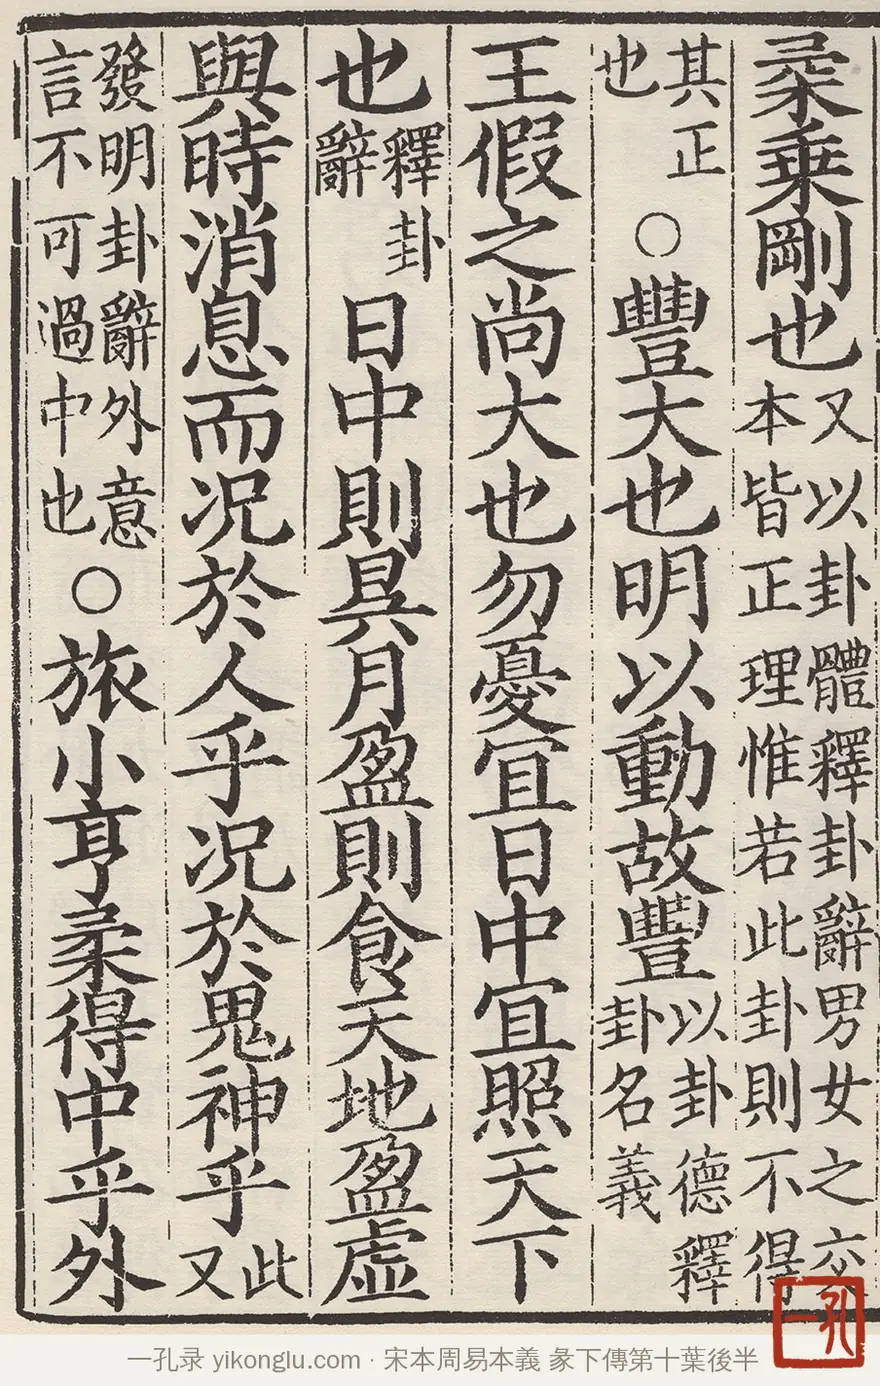 柔乗剛也又以卦體釋卦辭男女之交本皆正理惟若此卦則不得
其正也○豐大也明以動故豐以卦德釋卦名義
王假之尚大也勿憂宜日中宜照天下
也釋卦辭日中則昃月盈則食天地盈虚
與時消息而况於人乎况於鬼神乎此又
發明卦辭外意言不可過中也○旅小亨柔得中乎外
一孔
一孔录 yikonglu.com · 宋本周易本義 彖下傳第十葉後半